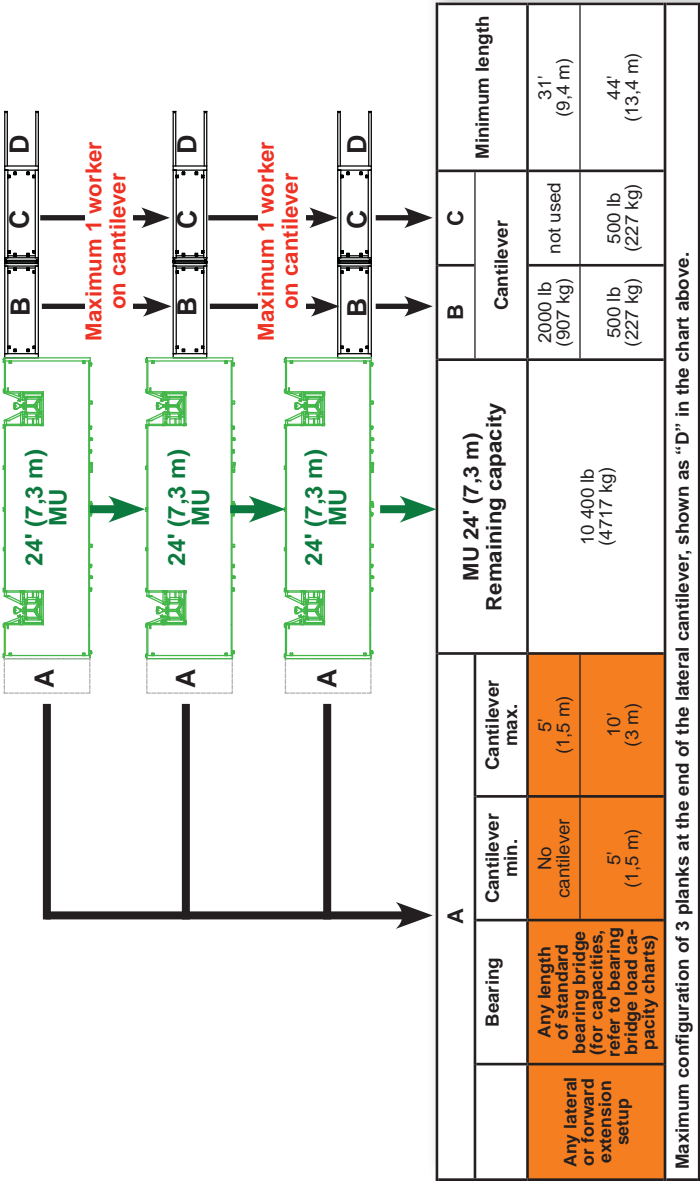 A
24' (7,3 m)
MU
B
C
D
Maximum 1 worker
on cantilever
A
24' (7,3 m)
MU
B
C
D
Maximum 1 worker
on cantilever
A
24' (7,3 m)
MU
B
C
D
A
MU 24' (7,3 m)
Remaining capacity
B
C
Minimum length
Bearing
Cantilever
min.
Cantilever
max.
Cantilever
Any lateral
or forward
extension
setup
Any length
of standard
bearing bridge
(for capacities,
refer to bearing
bridge load ca-
pacity charts)
No
cantilever
5'
(1,5 m)
10 400 lb
(4717 kg)
2000 lb
(907 kg)
not used
31'
(9,4 m)
5'
(1,5 m)
10'
(3 m)
500 lb
(227 kg)
500 lb
(227 kg)
44'
(13,4 m)
Maximum configuration of 3 planks at the end of the lateral cantilever, shown as “D” in the chart above.